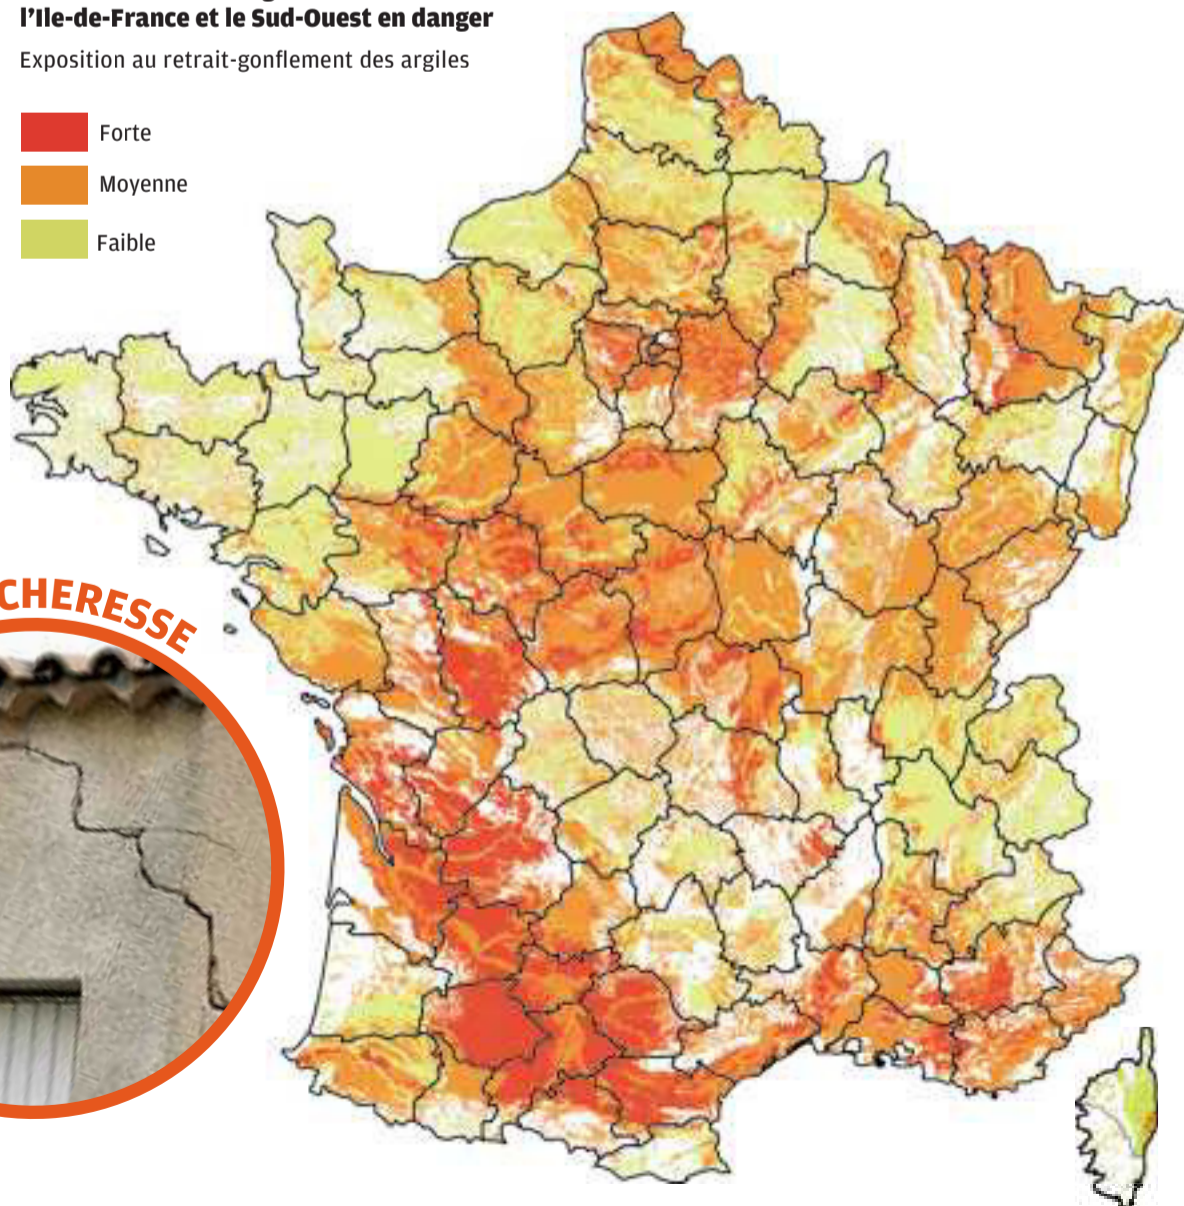 l'Ile-de-France et le Sud-Ouest en danger
Exposition au retrait-gonflement des argiles
Forte
Moyenne
Faible
CHERESSE